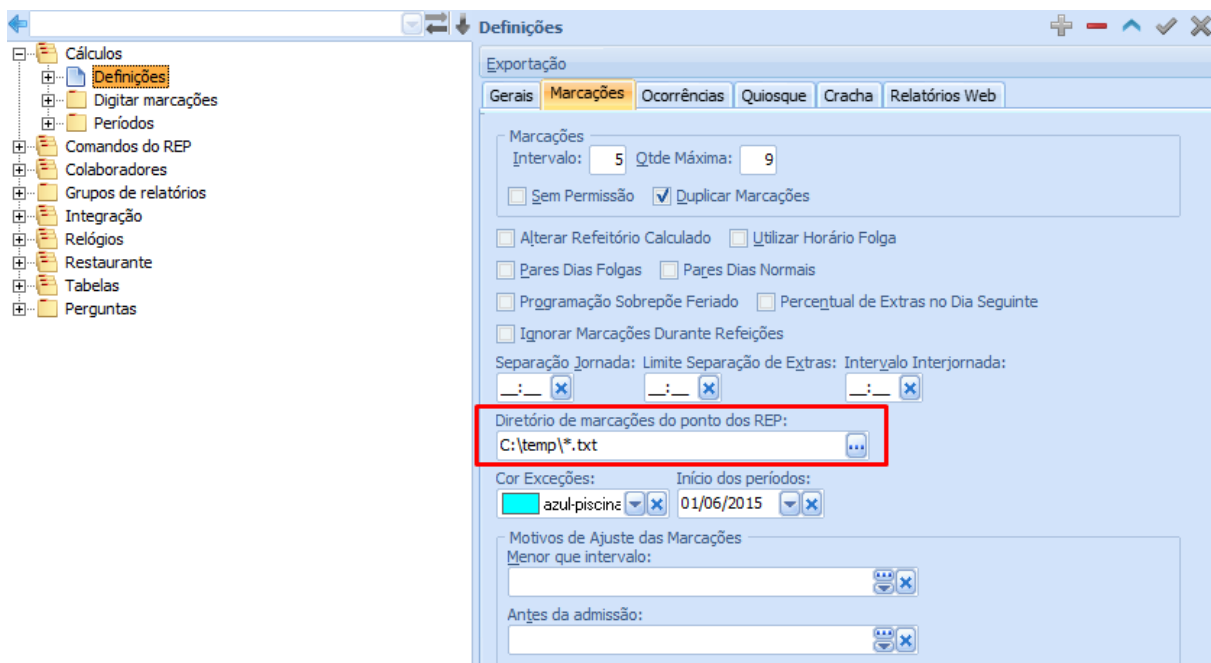 Cálculos
Definições
Digitar marcações
Períodos
Comandos do REP
Colaboradores
Grupos de relatórios
Integração
Relógios
Restaurante
Tabelas
Perguntas
Definições
Exportação
Gerais Marcações Ocorrências Quiosque Cracha Relatórios Web
Marcações
Intervalo: 5 Qtde Máxima: 9
Sem Permissão Duplicar Marcações
Alterar Refeitório Calculado Utilizar Horário Folga
Pares Dias Folgas Pares Dias Normais
Programação Sobrepõe Feriado Percentual de Extras no Dia Seguinte
Ignorar Marcações Durante Refeições
Separação Jornada: Limite Separação de Extras: Intervalo Interjornada:
__:__ __:__ __:__
Diretório de marcações do ponto dos REP:
C:\temp\*.txt
Cor Exceções: Início dos períodos:
azul-piscina 01/06/2015
Motivos de Ajuste das Marcações
Menor que intervalo:
Antes da admissão: